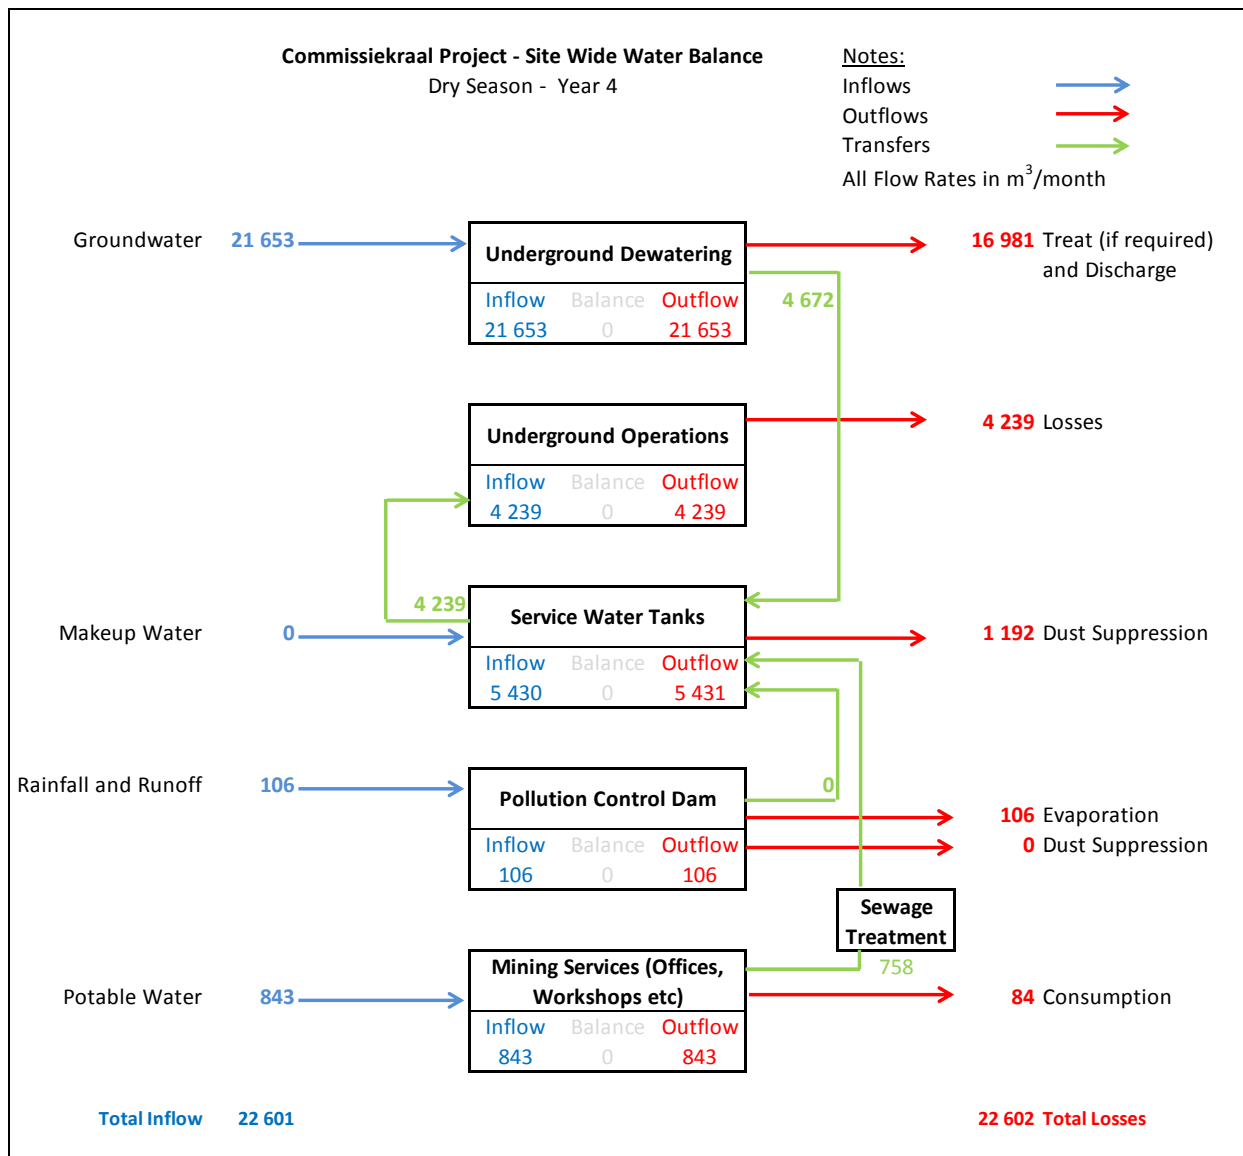 Commissiekraal Project - Site Wide Water Balance
Dry Season - Year 4
Notes:
Inflows
Outflows
Transfers
All Flow Rates in m³/month
Groundwater 21 653
Underground Dewatering
Inflow Balance Outflow
21 653 0 21 653
4 672
16 981 Treat (if required)
and Discharge
Underground Operations
Inflow Balance Outflow
4 239 0 4 239
4 239 Losses
4 239
Makeup Water 0
Service Water Tanks
Inflow Balance Outflow
5 430 0 5 431
1 192 Dust Suppression
Rainfall and Runoff 106
Pollution Control Dam
Inflow Balance Outflow
106 0 106
0
106 Evaporation
0 Dust Suppression
Sewage
Treatment
758
Potable Water 843
Mining Services (Offices,
Workshops etc)
Inflow Balance Outflow
843 0 843
84 Consumption
Total Inflow 22 601
22 602 Total Losses